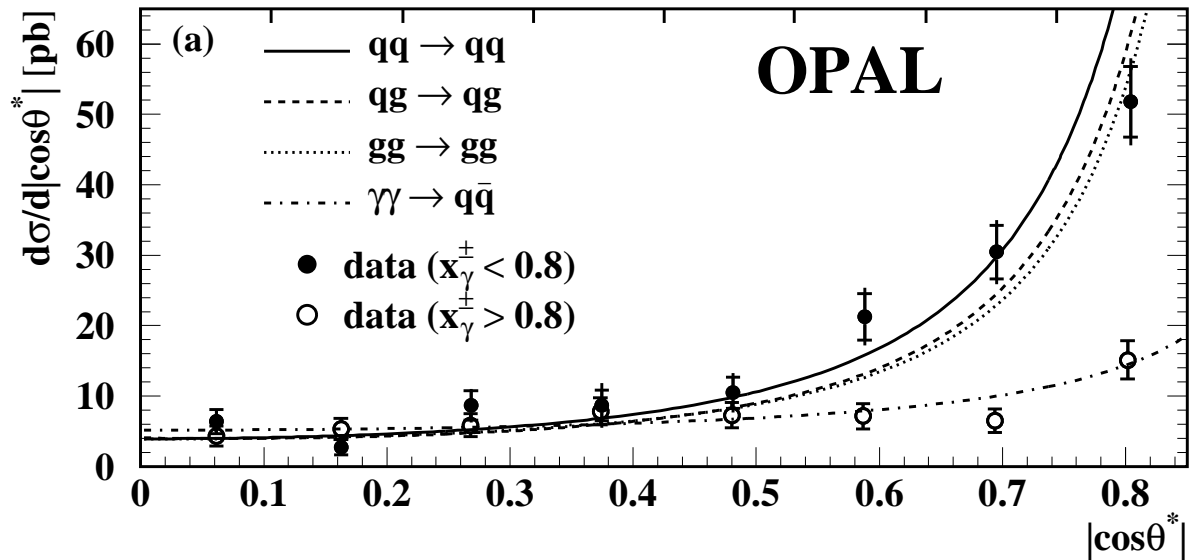 dσ/d|cosθ*| [pb]
(a)
OPAL
qq → qq
qg → qg
gg → gg
γγ → qq̄
data (xγ± < 0.8)
data (xγ± > 0.8)
60
50
40
30
20
10
0
0 0.1 0.2 0.3 0.4 0.5 0.6 0.7 0.8
|cosθ*|